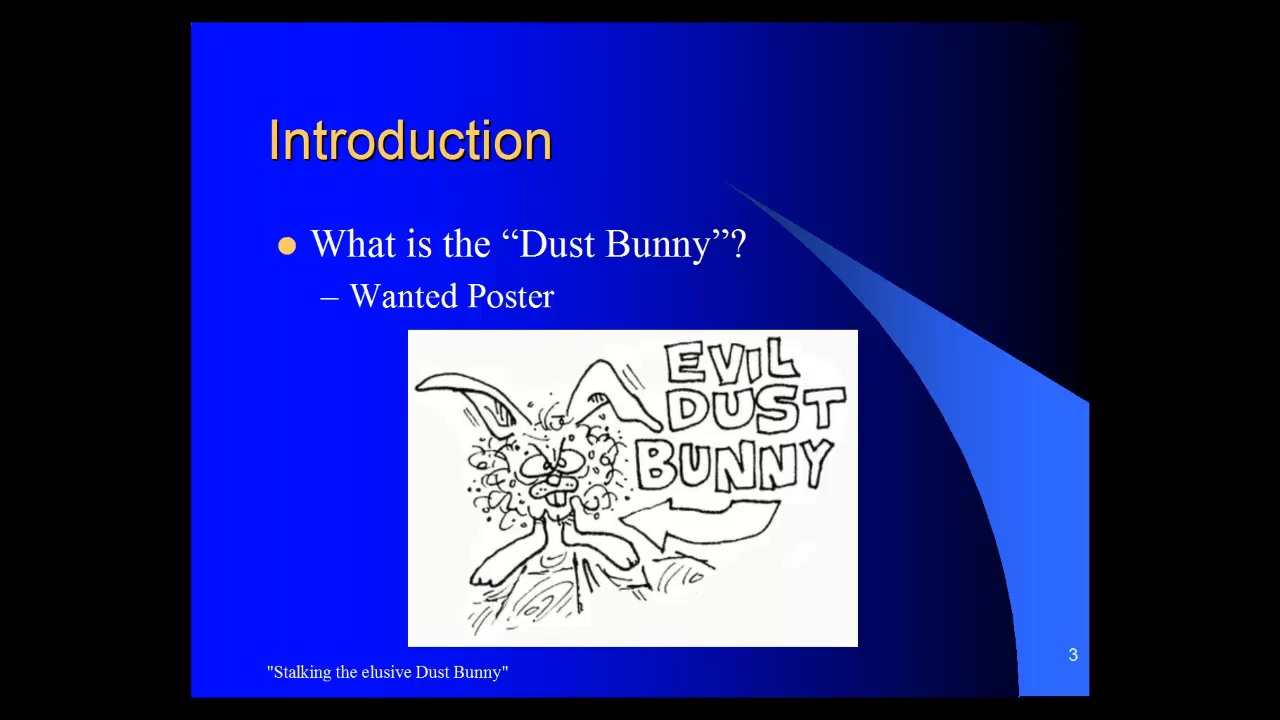 Introduction
What is the “Dust Bunny”?
– Wanted Poster
EVIL
DUST
BUNNY
"Stalking the elusive Dust Bunny"
3